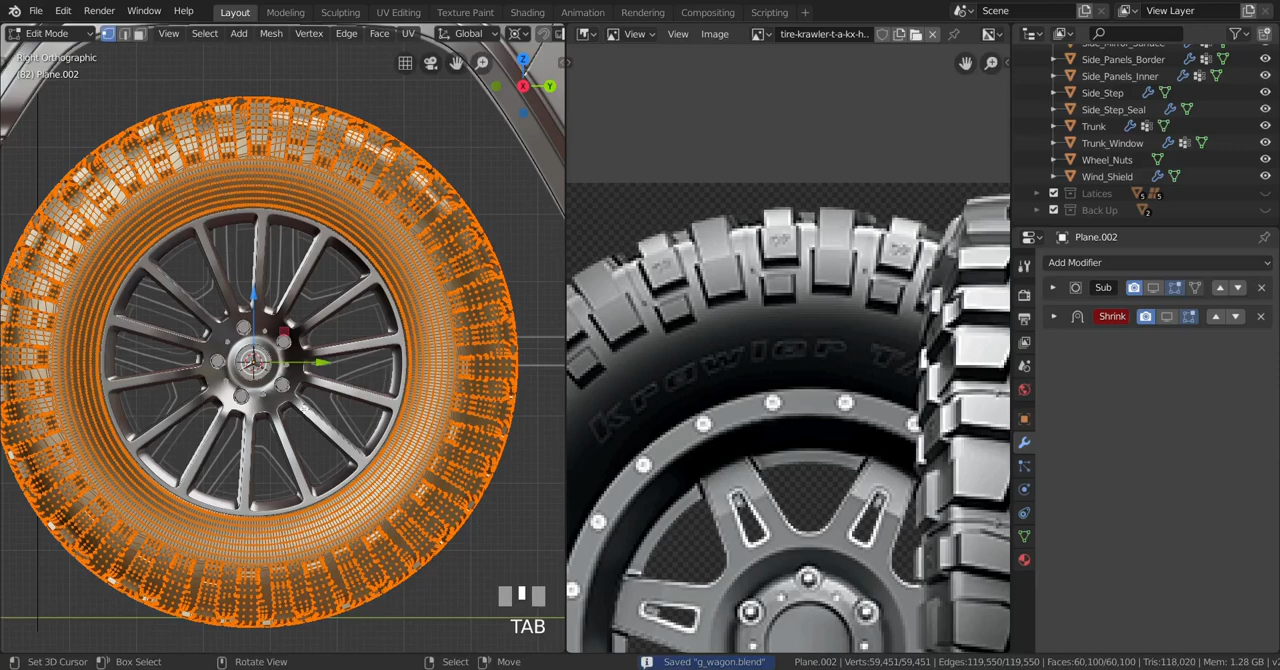 File Edit Render Window Help Layout Modeling Sculpting UV Editing Texture Paint Shading Animation Rendering Compositing Scripting + Scene View Layer
Edit Mode View Select Add Mesh Vertex Edge Face UV Global View View Image tire-krawler-t-a-kx-h..
Right Orthographic
(82) Plane.002
Z
Y
Side_Panels_Border
Side_Panels_Inner
Side_Step
Side_Step_Seal
Trunk
Trunk_Window
Wheel_Nuts
Wind_Shield
Latices 5 5
Back Up 2
Plane.002
Add Modifier
Sub
Shrink
krawler T/A
TAB
Set 3D Cursor Box Select Rotate View Select Move Saved "g_wagon.blend" Plane.002 | Verts:59,451/59,451 | Edges:119,550/119,550 | Faces:60,100/60,100 | Tris:118,020 | Mem: 1.28 GB